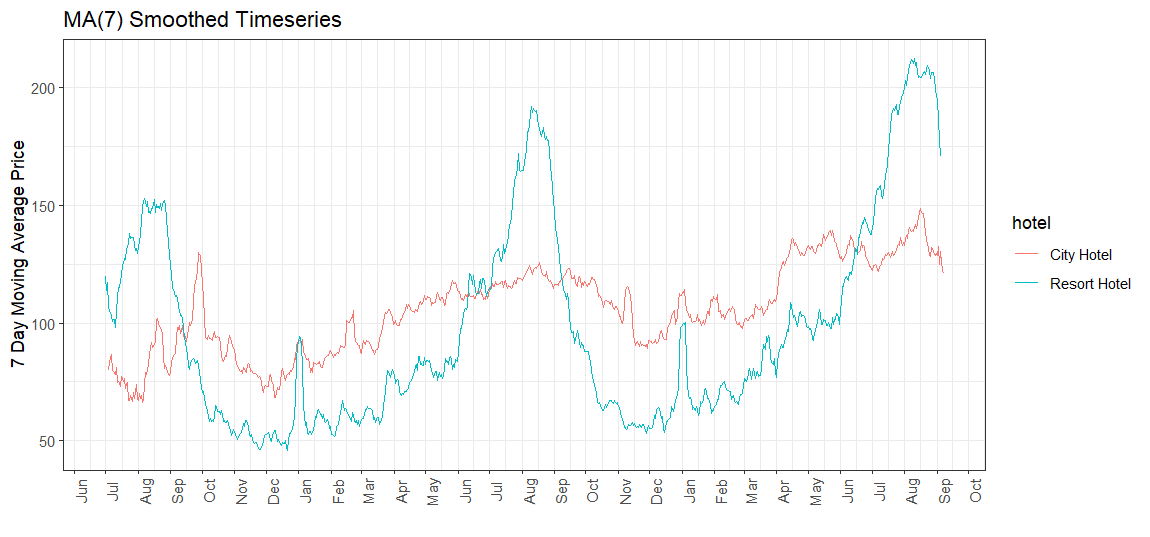 MA(7) Smoothed Timeseries
7 Day Moving Average Price
200
150
100
50
Jun
Jul
Aug
Sep
Oct
Nov
Dec
Jan
Feb
Mar
Apr
May
Jun
Jul
Aug
Sep
Oct
Nov
Dec
Jan
Feb
Mar
Apr
May
Jun
Jul
Aug
Sep
Oct
hotel
City Hotel
Resort Hotel